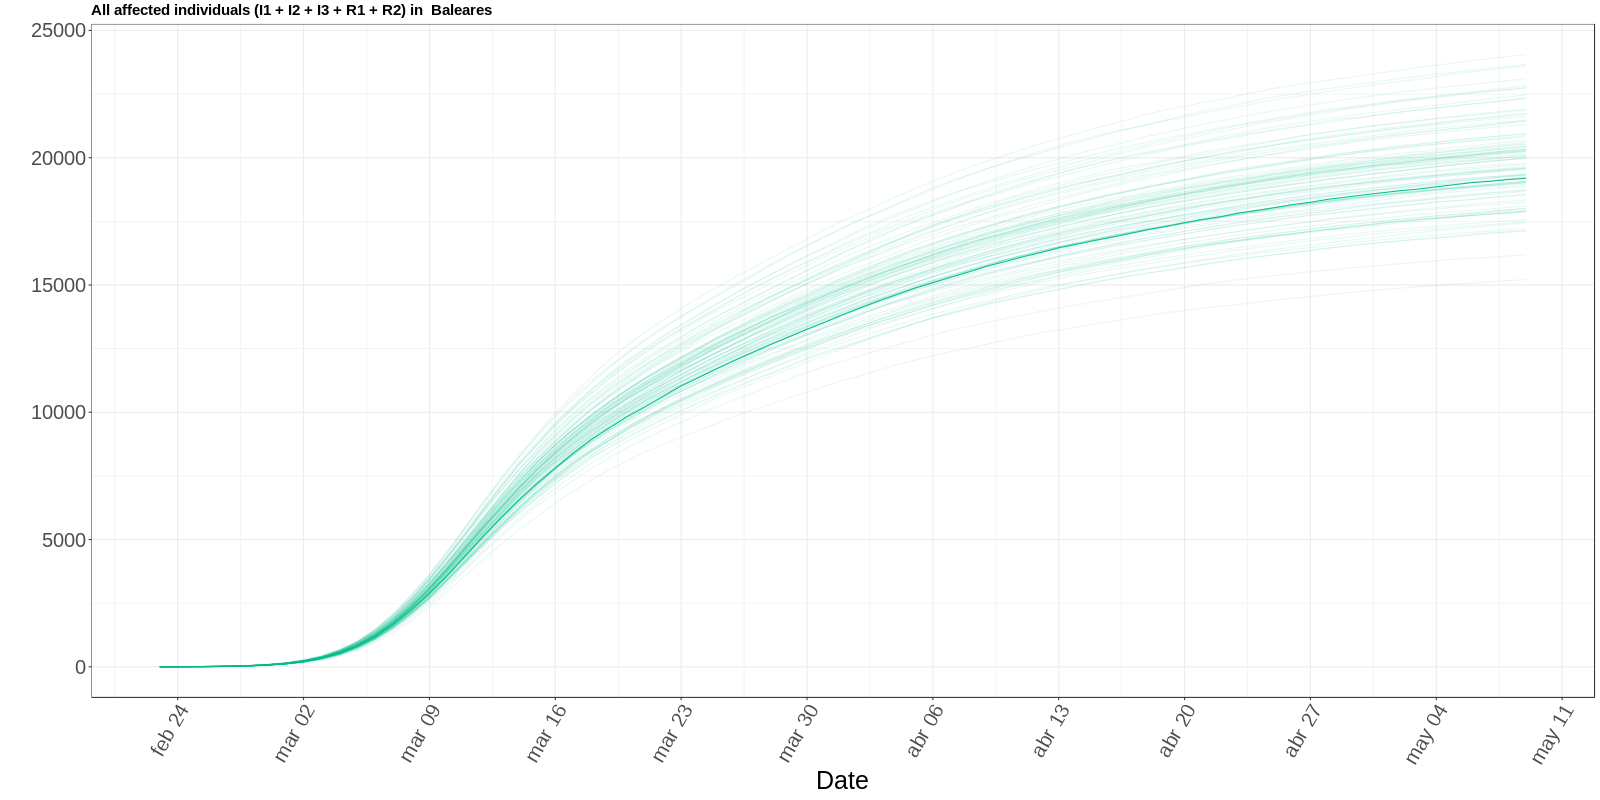 All affected individuals (I1 + I2 + I3 + R1 + R2) in  Baleares
25000
20000
15000
10000
5000
0
feb 24
mar 02
mar 09
mar 16
mar 23
mar 30
abr 06
abr 13
abr 20
abr 27
may 04
may 11
Date